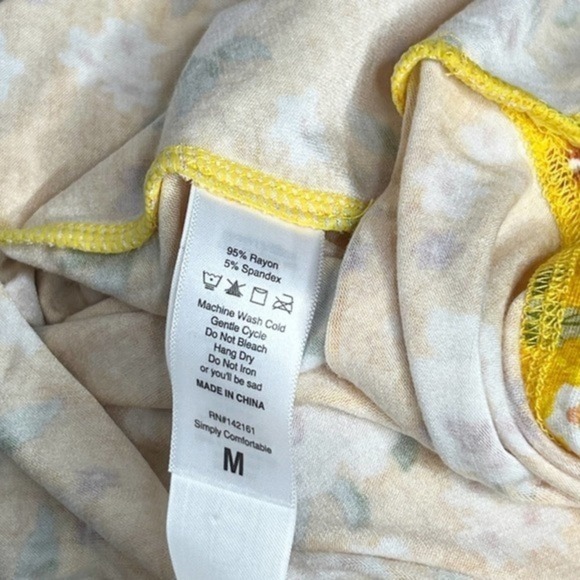 95% Rayon
5% Spandex
Machine Wash Cold
Gentle Cycle
Do Not Bleach
Hang Dry
Do Not Iron
or you'll be sad
MADE IN CHINA
RN#142161
Simply Comfortable
M